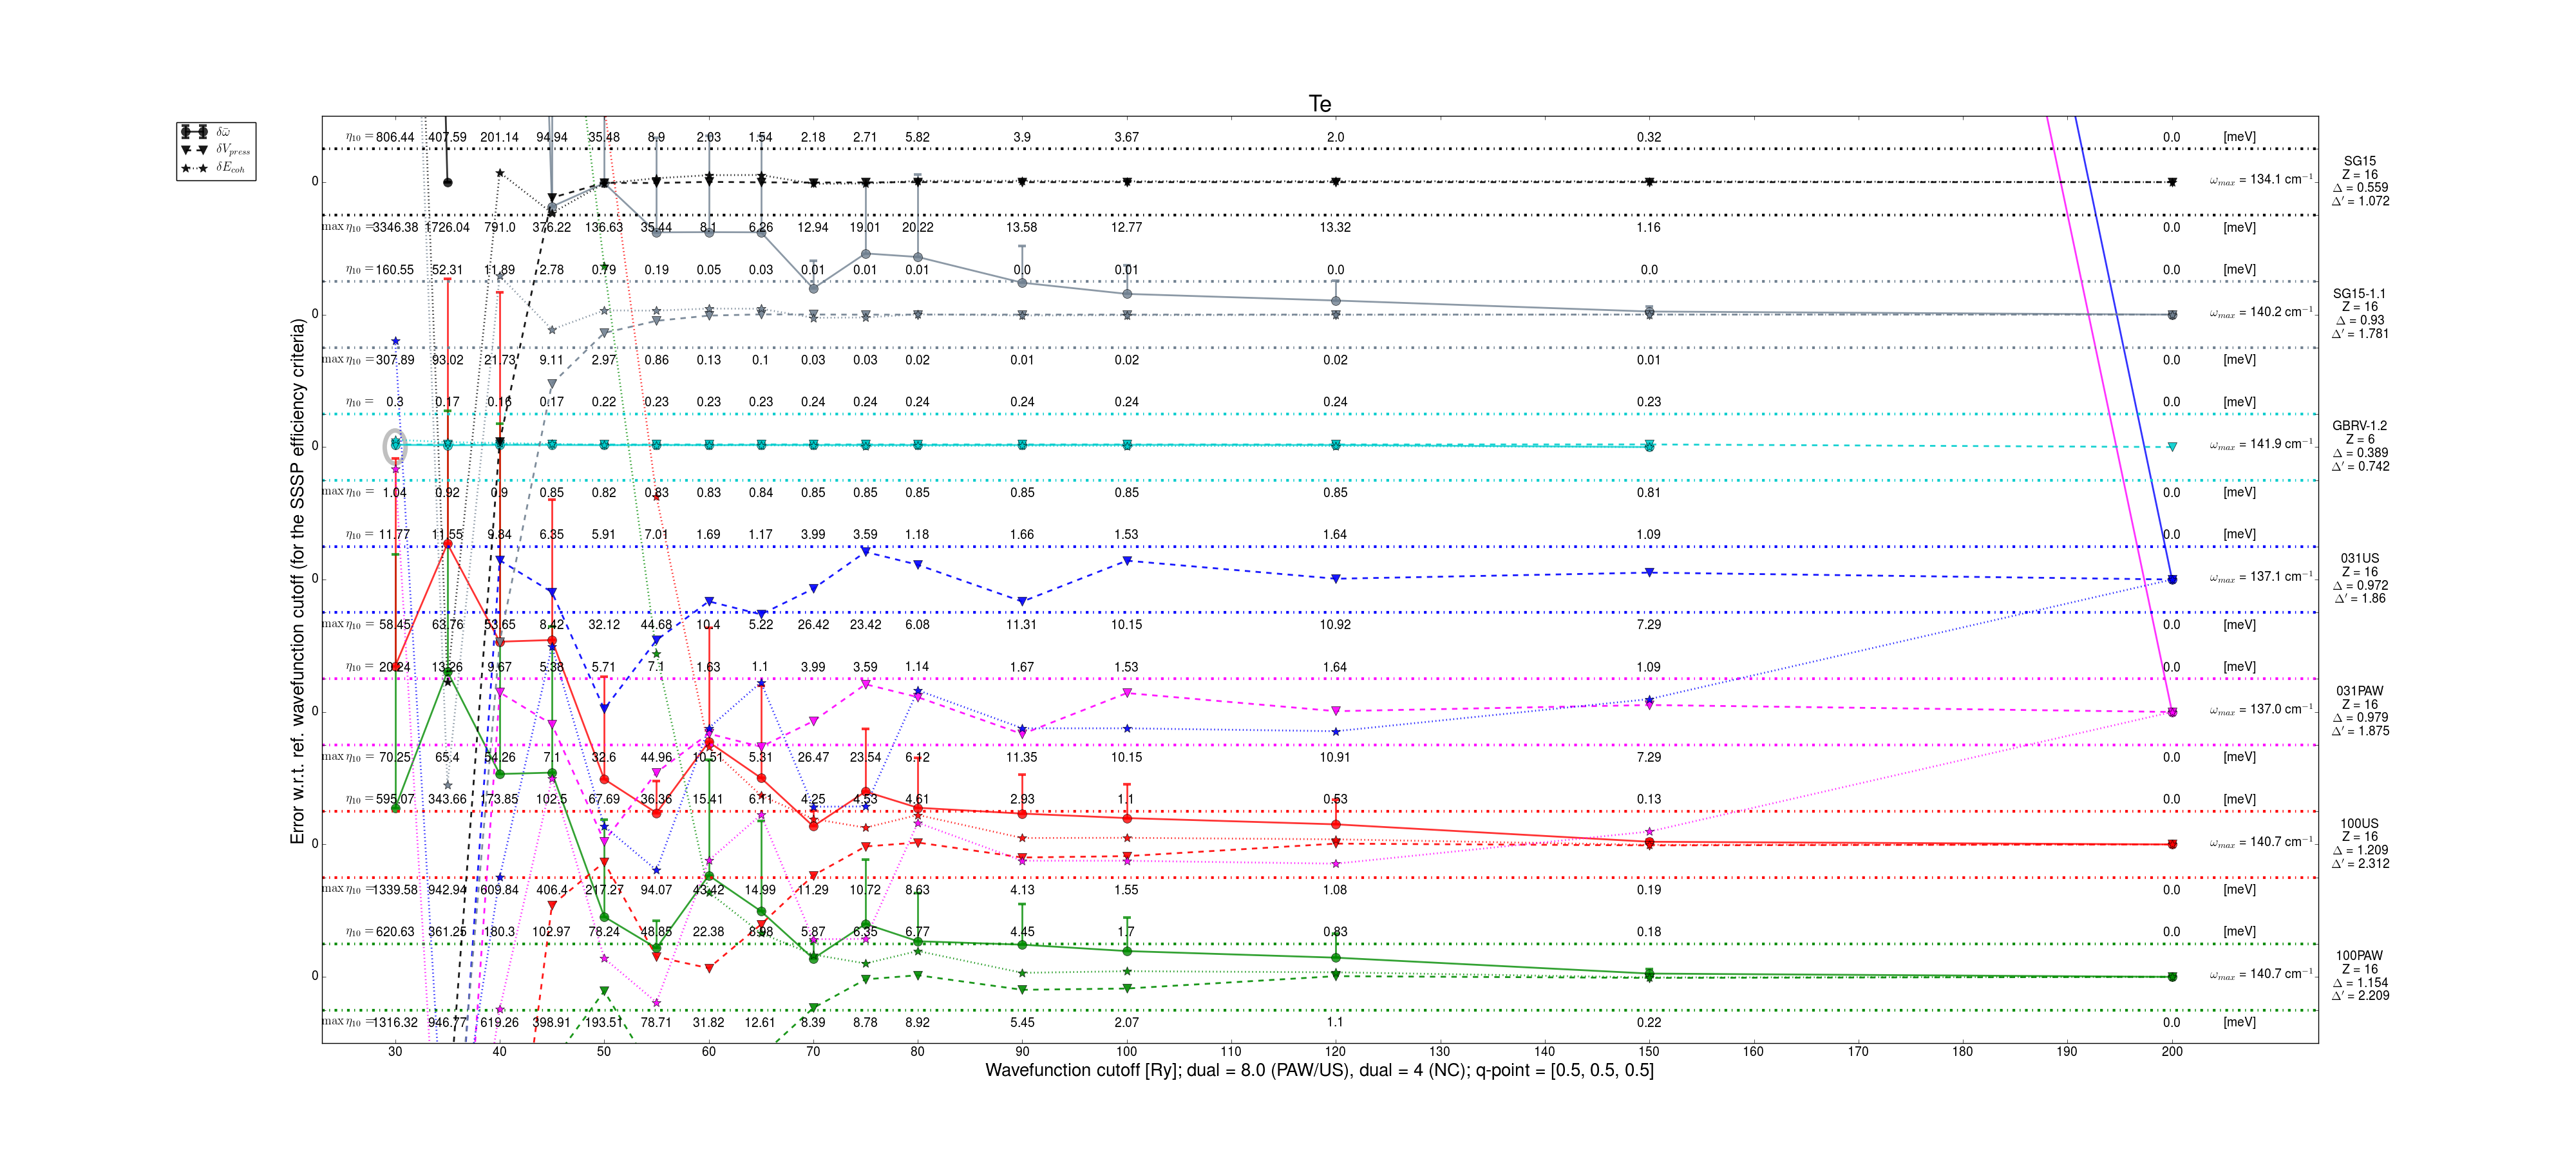 Te
δω̄
δV_press
δE_coh
Error w.r.t. ref. wavefunction cutoff (for the SSSP efficiency criteria)
η₁₀ = 806.44 407.59 201.14 94.94 35.48 8.9 2.03 1.54 2.18 2.71 5.82 3.9 3.67 2.0 0.32 0.0 [meV]
0 ω_max = 134.1 cm⁻¹
SG15
Z = 16
Δ = 0.559
Δ′ = 1.072
max η₁₀ = 3346.38 1726.04 791.0 376.22 136.63 35.44 8.1 6.26 12.94 19.01 20.22 13.58 12.77 13.32 1.16 0.0 [meV]
η₁₀ = 160.55 52.31 11.89 2.78 0.79 0.19 0.05 0.03 0.01 0.01 0.01 0.0 0.01 0.0 0.0 0.0 [meV]
0 ω_max = 140.2 cm⁻¹
SG15-1.1
Z = 16
Δ = 0.93
Δ′ = 1.781
max η₁₀ = 307.89 93.02 21.73 9.11 2.97 0.86 0.13 0.1 0.03 0.03 0.02 0.01 0.02 0.02 0.01 0.0 [meV]
η₁₀ = 0.3 0.17 0.16 0.17 0.22 0.23 0.23 0.23 0.24 0.24 0.24 0.24 0.24 0.24 0.23 0.0 [meV]
0 ω_max = 141.9 cm⁻¹
GBRV-1.2
Z = 6
Δ = 0.389
Δ′ = 0.742
max η₁₀ = 1.04 0.92 0.9 0.85 0.82 0.83 0.83 0.84 0.85 0.85 0.85 0.85 0.85 0.85 0.81 0.0 [meV]
η₁₀ = 11.77 11.55 9.84 6.35 5.91 7.01 1.69 1.17 3.99 3.59 1.18 1.66 1.53 1.64 1.09 0.0 [meV]
0 ω_max = 137.1 cm⁻¹
031US
Z = 16
Δ = 0.972
Δ′ = 1.86
max η₁₀ = 58.45 63.76 53.65 8.42 32.12 44.68 10.4 5.22 26.42 23.42 6.08 11.31 10.15 10.92 7.29 0.0 [meV]
η₁₀ = 20.24 13.26 9.67 5.38 5.71 7.1 1.63 1.1 3.99 3.59 1.14 1.67 1.53 1.64 1.09 0.0 [meV]
0 ω_max = 137.0 cm⁻¹
031PAW
Z = 16
Δ = 0.979
Δ′ = 1.875
max η₁₀ = 70.25 65.4 54.26 7.1 32.6 44.96 10.51 5.31 26.47 23.54 6.12 11.35 10.15 10.91 7.29 0.0 [meV]
η₁₀ = 595.07 343.66 173.85 102.5 67.69 36.36 15.41 6.11 4.25 4.53 4.61 2.93 1.1 0.53 0.13 0.0 [meV]
0 ω_max = 140.7 cm⁻¹
100US
Z = 16
Δ = 1.209
Δ′ = 2.312
max η₁₀ = 1339.58 942.94 609.84 406.4 217.27 94.07 43.42 14.99 11.29 10.72 8.63 4.13 1.55 1.08 0.19 0.0 [meV]
η₁₀ = 620.63 361.25 180.3 102.97 78.24 48.85 22.38 8.98 5.87 6.35 6.77 4.45 1.7 0.83 0.18 0.0 [meV]
0 ω_max = 140.7 cm⁻¹
100PAW
Z = 16
Δ = 1.154
Δ′ = 2.209
max η₁₀ = 1316.32 946.77 619.26 398.91 193.51 78.71 31.82 12.61 8.39 8.78 8.92 5.45 2.07 1.1 0.22 0.0 [meV]
30 40 50 60 70 80 90 100 110 120 130 140 150 160 170 180 190 200
Wavefunction cutoff [Ry]; dual = 8.0 (PAW/US), dual = 4 (NC); q-point = [0.5, 0.5, 0.5]